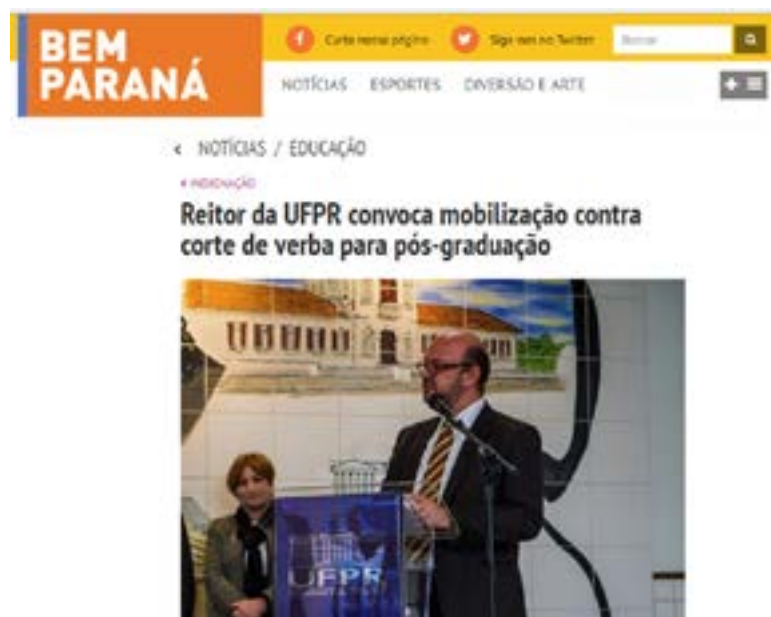 BEM
PARANÁ
Curta nossa página
Siga-nos no Twitter
Buscar
NOTÍCIAS ESPORTES DIVERSÃO E ARTE
< NOTÍCIAS / EDUCAÇÃO
INDIGNAÇÃO
Reitor da UFPR convoca mobilização contra
corte de verba para pós-graduação
UFPR